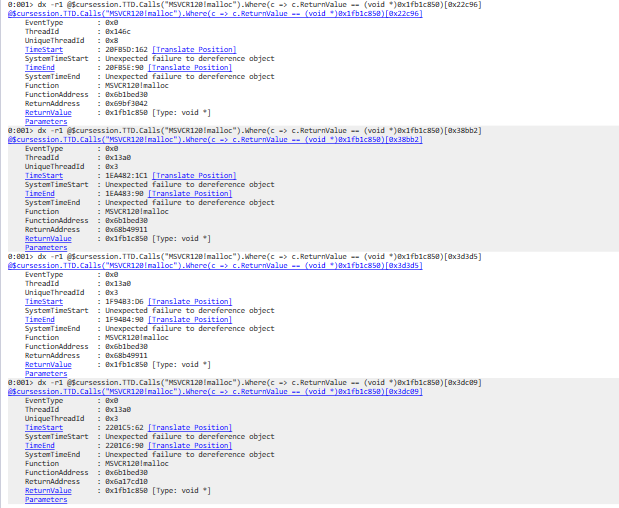 0:001> dx -r1 @$cursession.TTD.Calls("MSVCR120!malloc").Where(c => c.ReturnValue == (void *)0x1fb1c850)[0x22c96]
@$cursession.TTD.Calls("MSVCR120!malloc").Where(c => c.ReturnValue == (void *)0x1fb1c850)[0x22c96]
EventType : 0x0
ThreadId : 0x146c
UniqueThreadId : 0x8
TimeStart : 20FB5D:162 [Translate Position]
SystemTimeStart : Unexpected failure to dereference object
TimeEnd : 20FB5E:90 [Translate Position]
SystemTimeEnd : Unexpected failure to dereference object
Function : MSVCR120!malloc
FunctionAddress : 0x6b1bed30
ReturnAddress : 0x69bf3042
ReturnValue : 0x1fb1c850 [Type: void *]
Parameters
0:001> dx -r1 @$cursession.TTD.Calls("MSVCR120!malloc").Where(c => c.ReturnValue == (void *)0x1fb1c850)[0x38bb2]
@$cursession.TTD.Calls("MSVCR120!malloc").Where(c => c.ReturnValue == (void *)0x1fb1c850)[0x38bb2]
EventType : 0x0
ThreadId : 0x13a0
UniqueThreadId : 0x3
TimeStart : 1EA482:1C1 [Translate Position]
SystemTimeStart : Unexpected failure to dereference object
TimeEnd : 1EA483:90 [Translate Position]
SystemTimeEnd : Unexpected failure to dereference object
Function : MSVCR120!malloc
FunctionAddress : 0x6b1bed30
ReturnAddress : 0x68b49911
ReturnValue : 0x1fb1c850 [Type: void *]
Parameters
0:001> dx -r1 @$cursession.TTD.Calls("MSVCR120!malloc").Where(c => c.ReturnValue == (void *)0x1fb1c850)[0x3d3d5]
@$cursession.TTD.Calls("MSVCR120!malloc").Where(c => c.ReturnValue == (void *)0x1fb1c850)[0x3d3d5]
EventType : 0x0
ThreadId : 0x13a0
UniqueThreadId : 0x3
TimeStart : 1F94B3:D6 [Translate Position]
SystemTimeStart : Unexpected failure to dereference object
TimeEnd : 1F94B4:90 [Translate Position]
SystemTimeEnd : Unexpected failure to dereference object
Function : MSVCR120!malloc
FunctionAddress : 0x6b1bed30
ReturnAddress : 0x68b49911
ReturnValue : 0x1fb1c850 [Type: void *]
Parameters
0:001> dx -r1 @$cursession.TTD.Calls("MSVCR120!malloc").Where(c => c.ReturnValue == (void *)0x1fb1c850)[0x3dc09]
@$cursession.TTD.Calls("MSVCR120!malloc").Where(c => c.ReturnValue == (void *)0x1fb1c850)[0x3dc09]
EventType : 0x0
ThreadId : 0x13a0
UniqueThreadId : 0x3
TimeStart : 2201C5:62 [Translate Position]
SystemTimeStart : Unexpected failure to dereference object
TimeEnd : 2201C6:90 [Translate Position]
SystemTimeEnd : Unexpected failure to dereference object
Function : MSVCR120!malloc
FunctionAddress : 0x6b1bed30
ReturnAddress : 0x6a17cd10
ReturnValue : 0x1fb1c850 [Type: void *]
Parameters